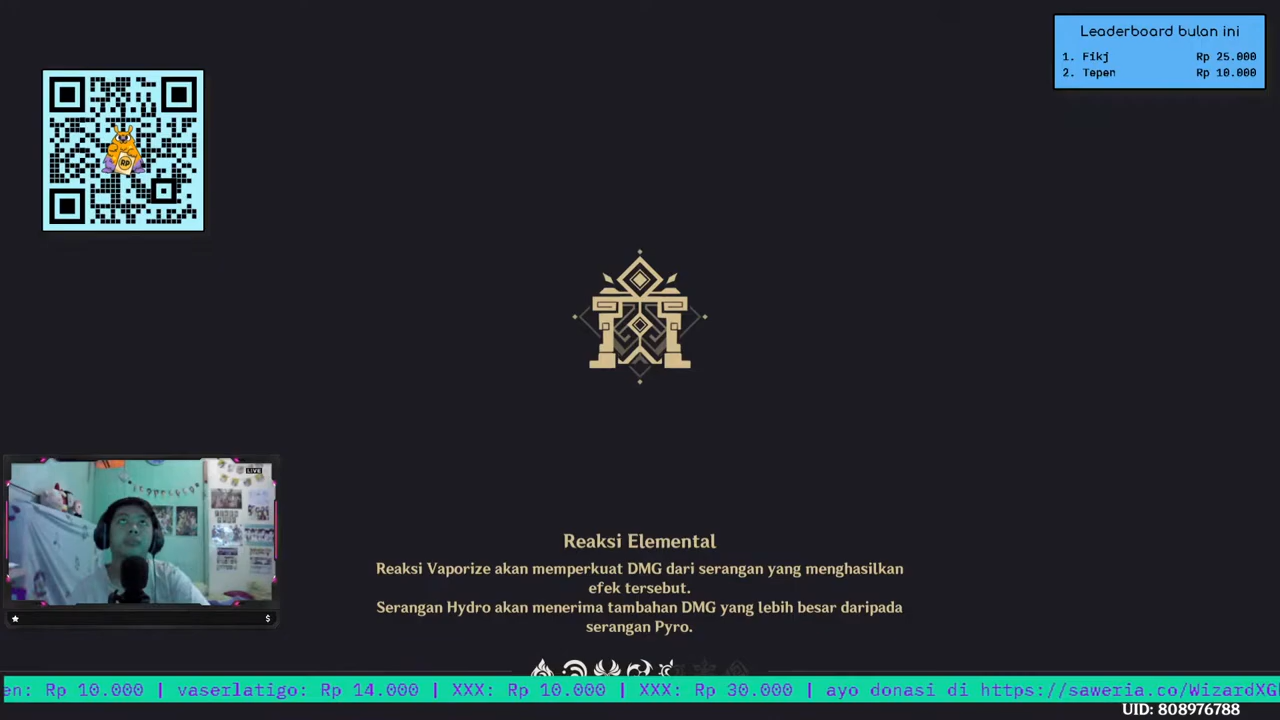 Leaderboard bulan ini
1. Fikj Rp 25.000
2. Tepen Rp 10.000
RP
LIVE
Reaksi Elemental
Reaksi Vaporize akan memperkuat DMG dari serangan yang menghasilkan
efek tersebut.
Serangan Hydro akan menerima tambahan DMG yang lebih besar daripada
serangan Pyro.
$
en: Rp 10.000 | vaserlatigo: Rp 14.000 | XXX: Rp 10.000 | XXX: Rp 30.000 | ayo donasi di https://saweria.co/WizardXG
UID: 808976788